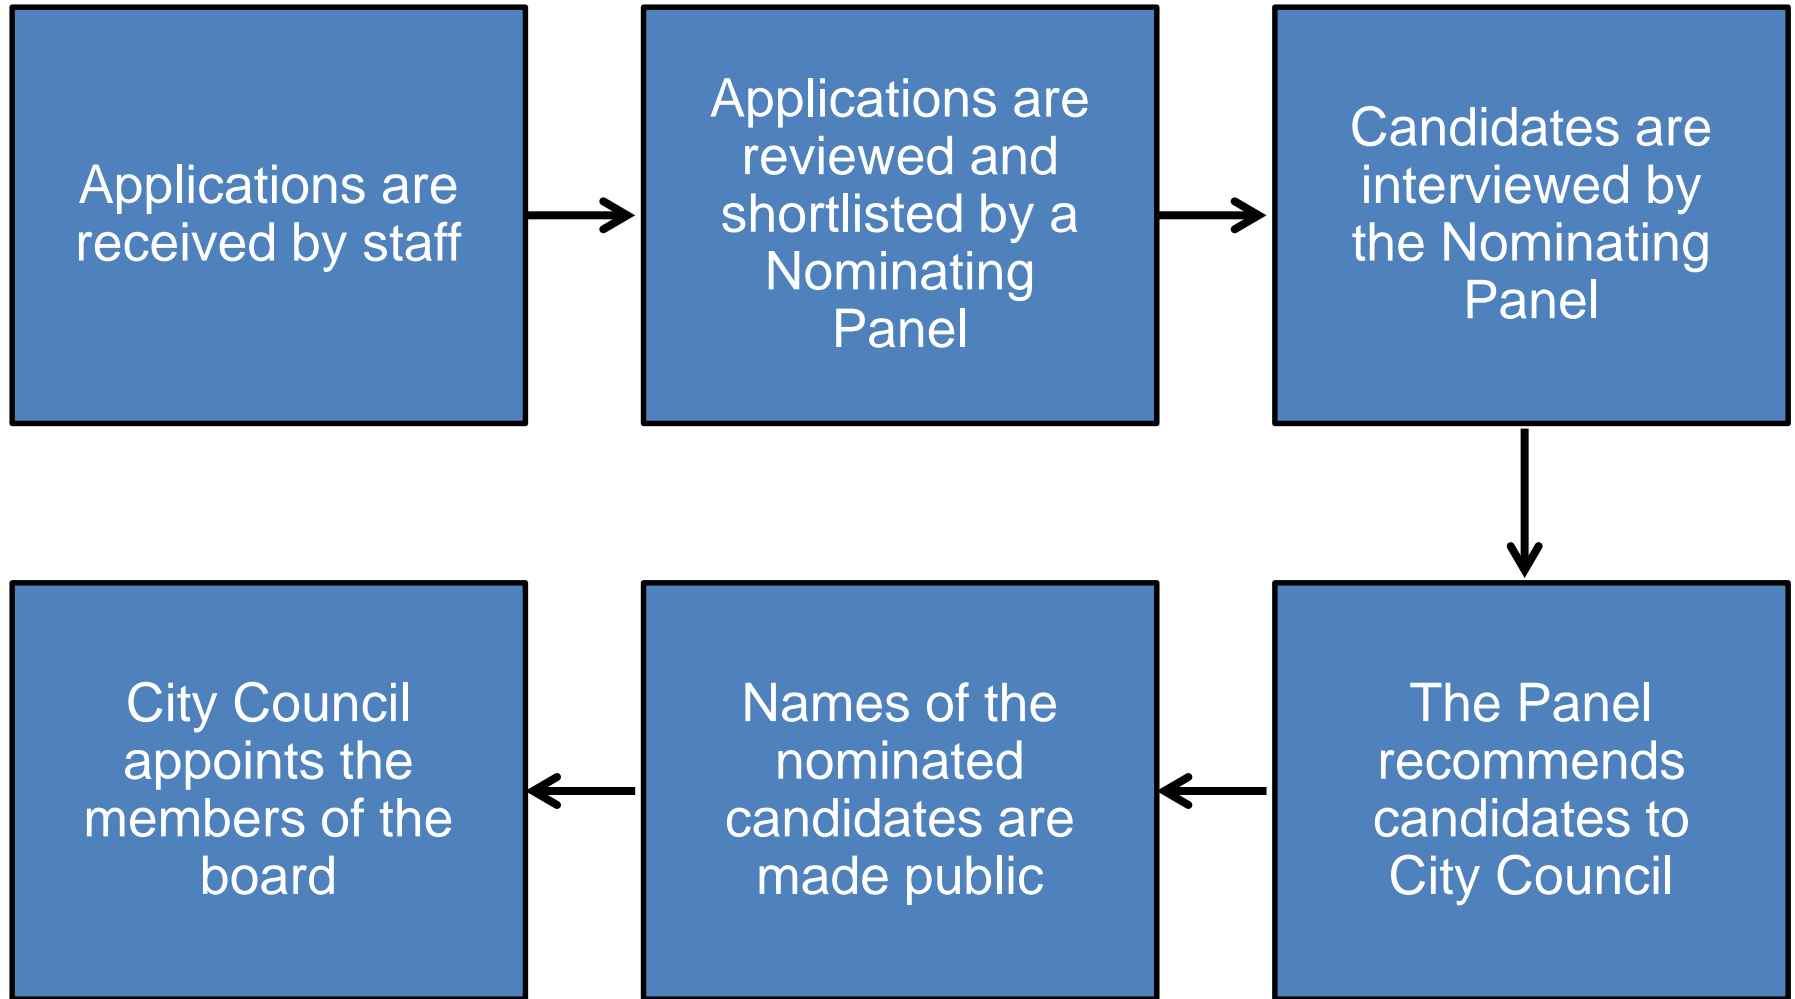 Applications are
received by staff
Applications are
reviewed and
shortlisted by a
Nominating
Panel
Candidates are
interviewed by
the Nominating
Panel
The Panel
recommends
candidates to
City Council
Names of the
nominated
candidates are
made public
City Council
appoints the
members of the
board